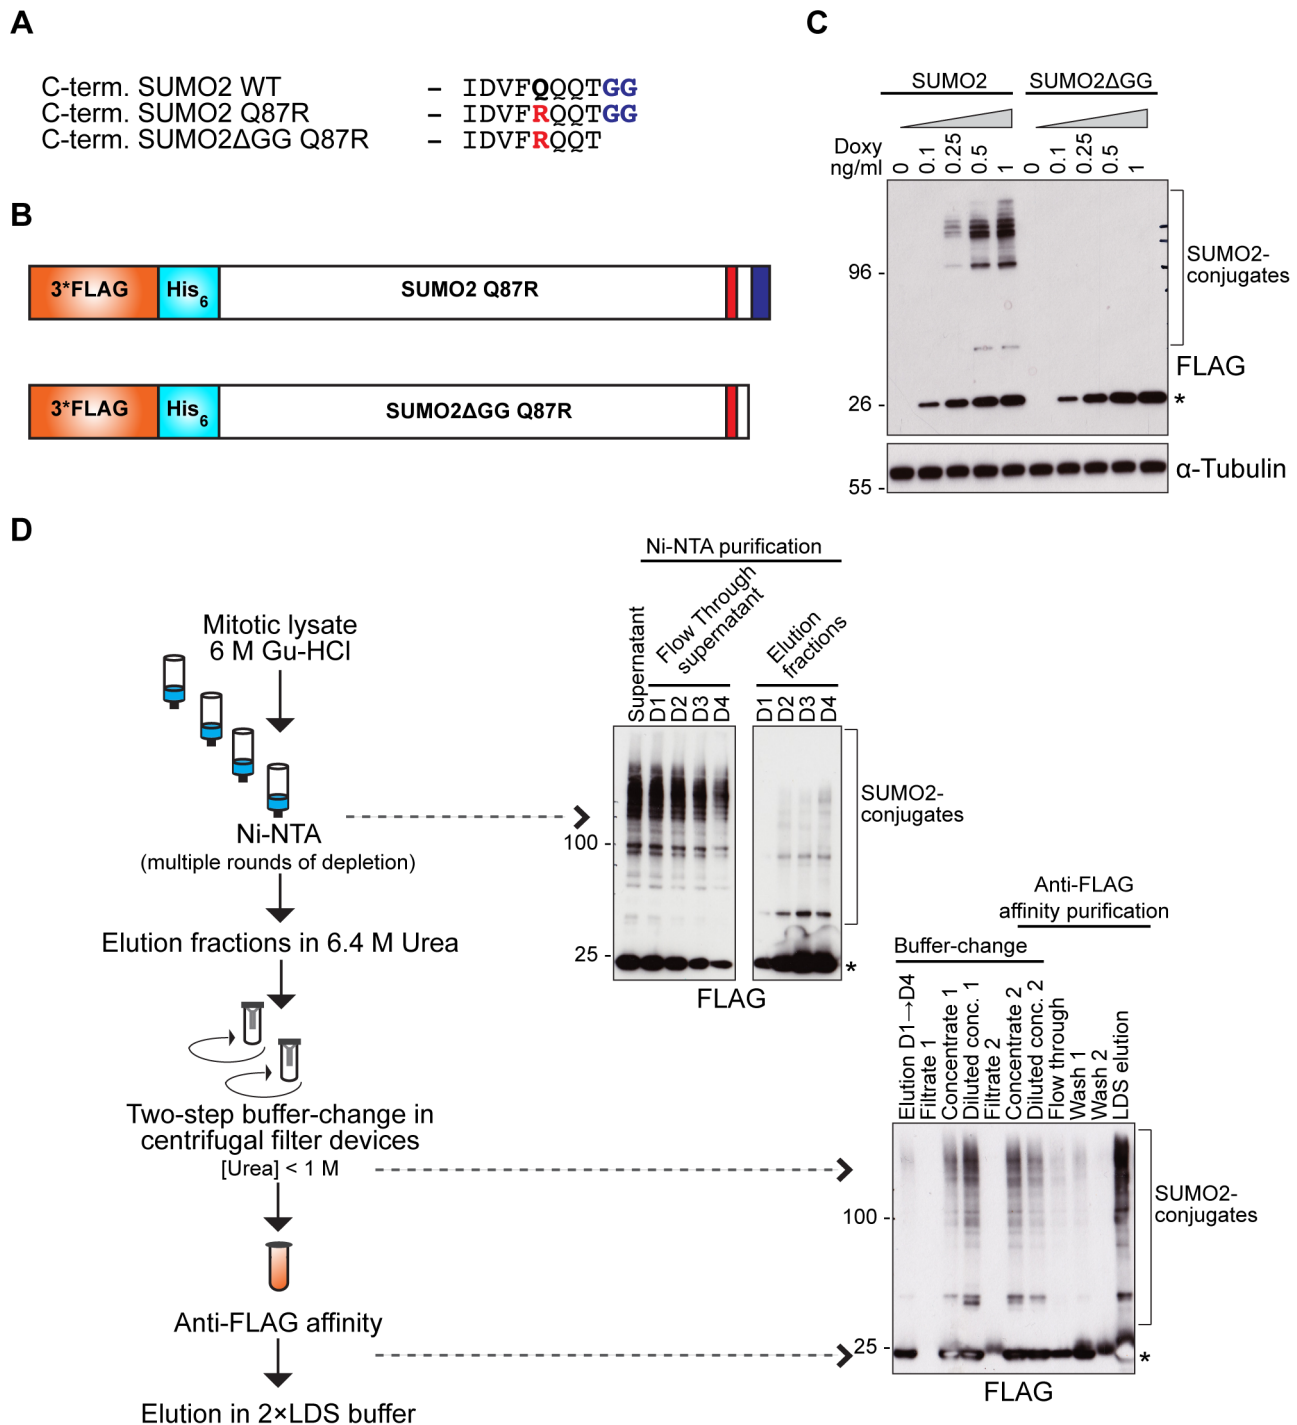 A
C-term. SUMO2 WT – IDVFQQQTGG
C-term. SUMO2 Q87R – IDVFRQQTGG
C-term. SUMO2ΔGG Q87R – IDVFRQQT
B
3*FLAG His6 SUMO2 Q87R
3*FLAG His6 SUMO2ΔGG Q87R
C
SUMO2 SUMO2ΔGG
Doxy
ng/ml
0 0.1 0.25 0.5 1 0 0.1 0.25 0.5 1
96 -
26 -
SUMO2-
conjugates
FLAG
*
55 -
α-Tubulin
D
Mitotic lysate
6 M Gu-HCl
Ni-NTA
(multiple rounds of depletion)
Elution fractions in 6.4 M Urea
Two-step buffer-change in
centrifugal filter devices
[Urea] < 1 M
Anti-FLAG affinity
Elution in 2×LDS buffer
Ni-NTA purification
Supernatant
Flow Through
supernatant
Elution
fractions
D1 D2 D3 D4 D1 D2 D3 D4
100 -
25 -
SUMO2-
conjugates
*
FLAG
Anti-FLAG
affinity purification
Buffer-change
Elution D1→D4
Filtrate 1
Concentrate 1
Diluted conc. 1
Filtrate 2
Concentrate 2
Diluted conc. 2
Flow through
Wash 1
Wash 2
LDS elution
100 -
25 -
SUMO2-
conjugates
*
FLAG